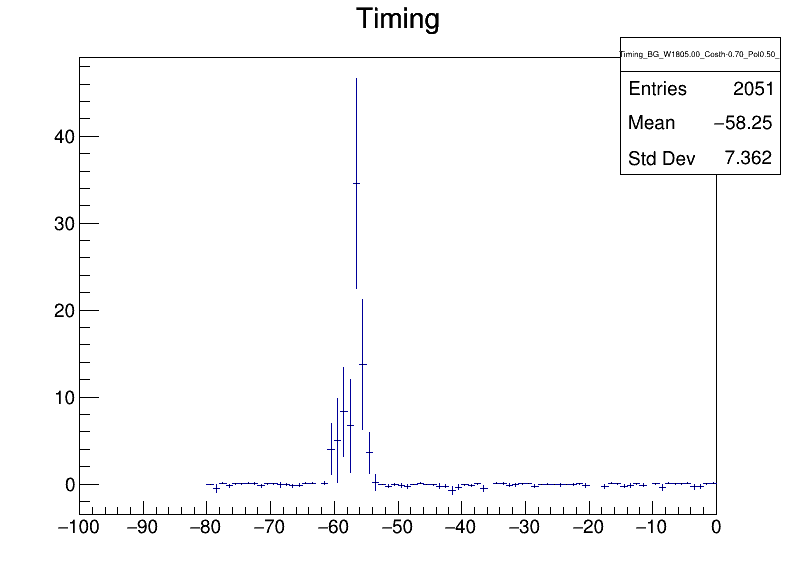 Timing
Timing_BG_W1805.00_Costh-0.70_Pol0.50_
Entries 2051
Mean −58.25
Std Dev 7.362
40
30
20
10
0
−100 −90 −80 −70 −60 −50 −40 −30 −20 −10 0